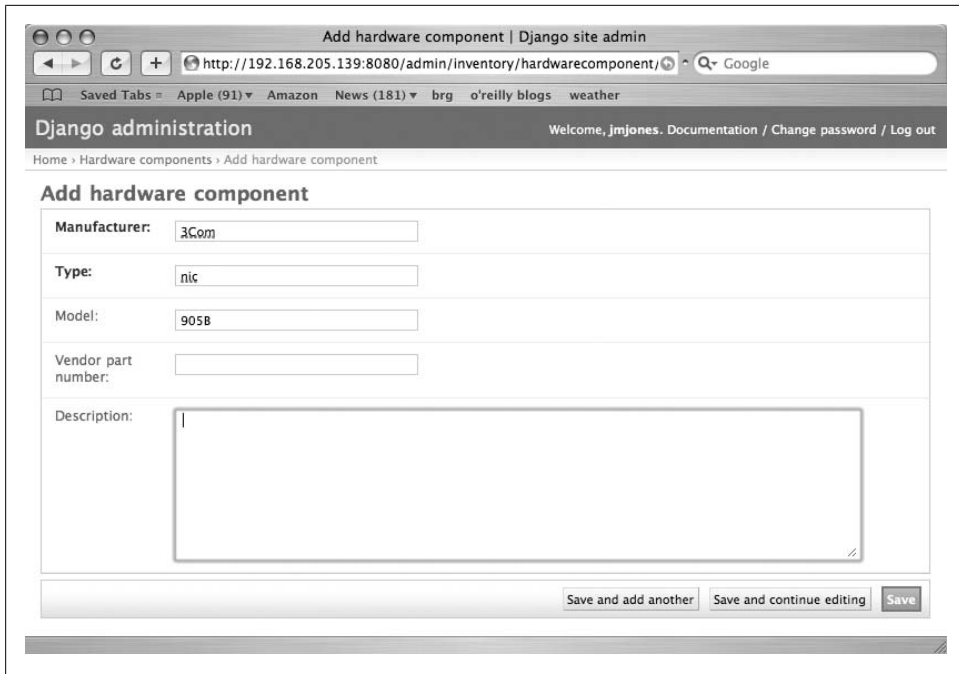 Add hardware component | Django site admin
http://192.168.205.139:8080/admin/inventory/hardwarecomponent/ Google
Saved Tabs Apple (91) Amazon News (181) brg o'reilly blogs weather
Django administration Welcome, jmjones. Documentation / Change password / Log out
Home › Hardware components › Add hardware component
Add hardware component
Manufacturer: 3Com
Type: nic
Model: 905B
Vendor part
number:
Description:
Save and add another Save and continue editing Save